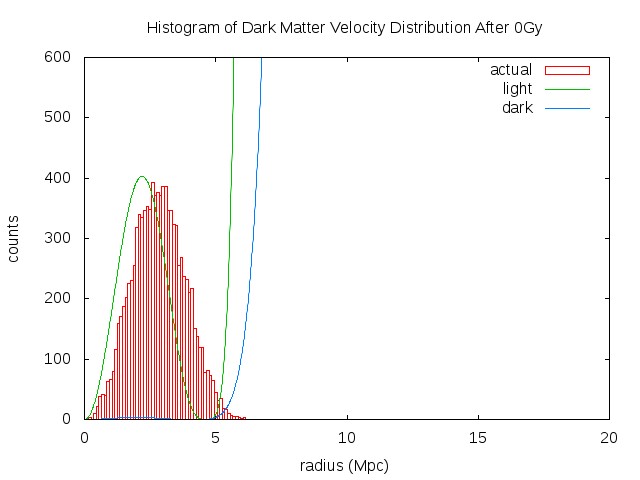 Histogram of Dark Matter Velocity Distribution After 0Gy
600
500
400
300
200
100
0
counts
actual
light
dark
0 5 10 15 20
radius (Mpc)